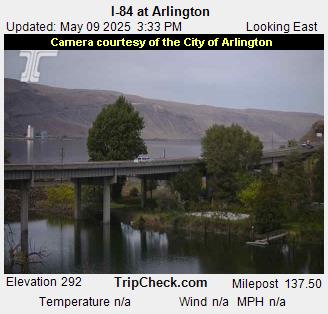 I-84 at Arlington
Updated: May 09 2025 3:33 PM Looking East
Camera courtesy of the City of Arlington
Elevation 292 TripCheck.com Milepost 137.50
Temperature n/a Wind n/a MPH n/a